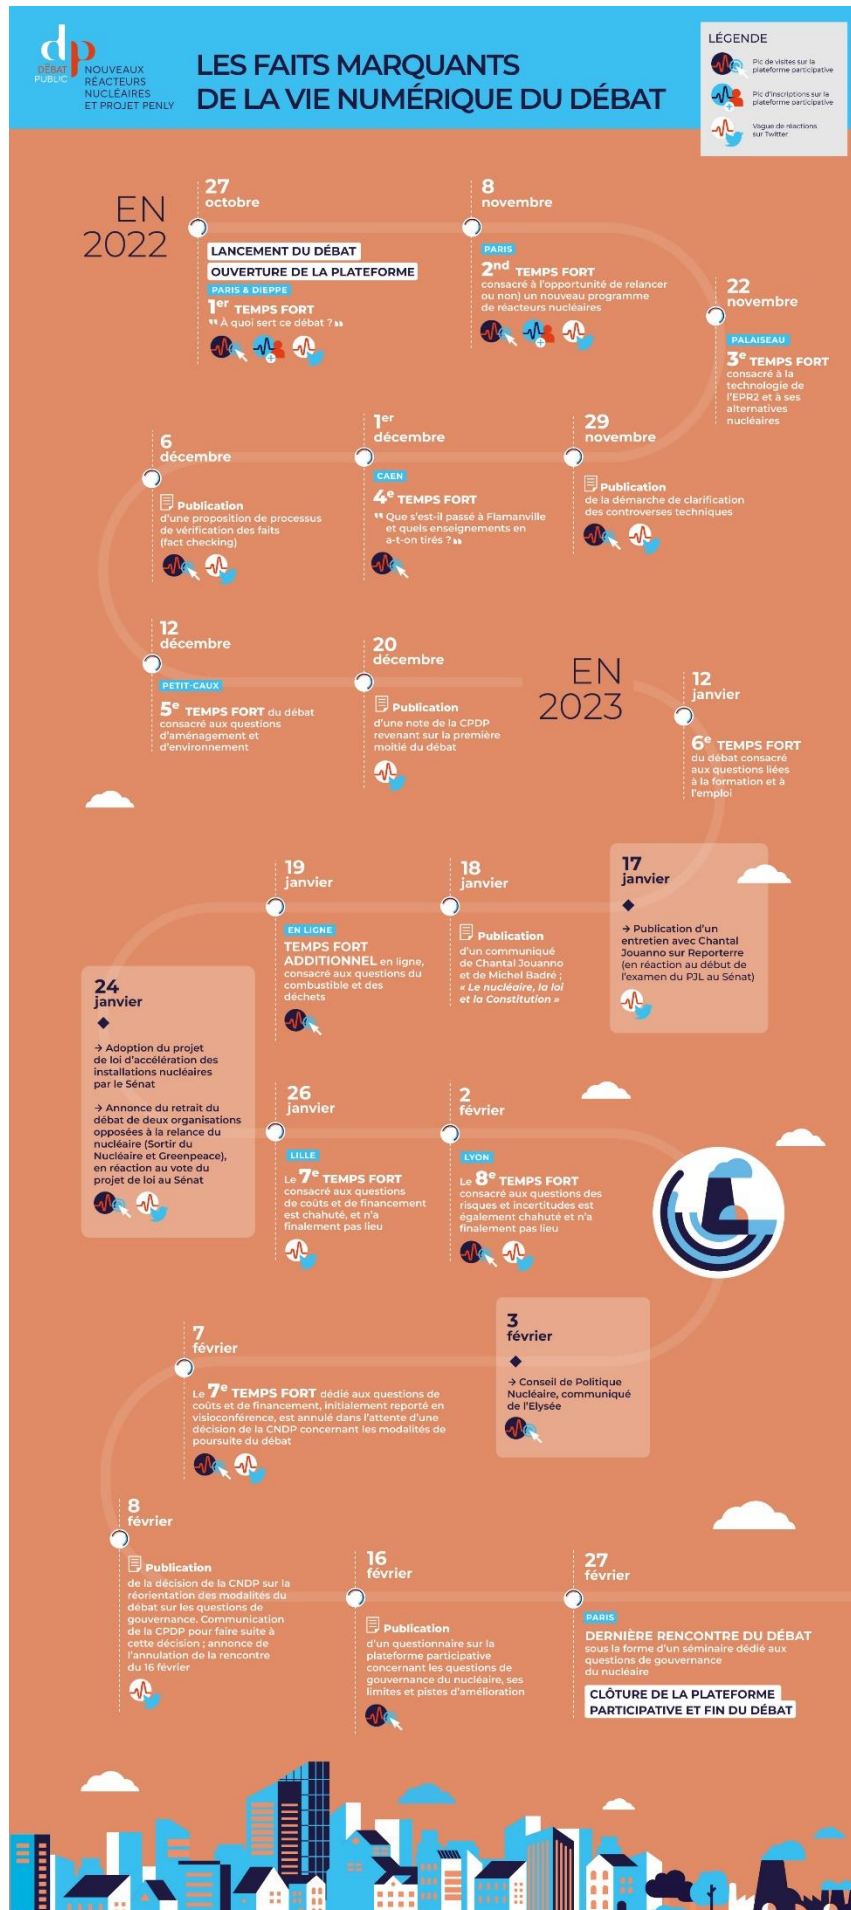 dp
DÉBAT
PUBLIC
NOUVEAUX
RÉACTEURS
NUCLÉAIRES
ET PROJET PENLY
LES FAITS MARQUANTS
DE LA VIE NUMÉRIQUE DU DÉBAT
LÉGENDE
Pic de visites sur la
plateforme participative
Pic d'inscriptions sur la
plateforme participative
Vague de réactions
sur Twitter
EN
2022
27
octobre
LANCEMENT DU DÉBAT
OUVERTURE DE LA PLATEFORME
PARIS & DIEPPE
1er TEMPS FORT
“ À quoi sert ce débat ? ”
8
novembre
PARIS
2nd TEMPS FORT
consacré à l'opportunité de relancer
ou non) un nouveau programme
de réacteurs nucléaires
22
novembre
PALAISEAU
3e TEMPS FORT
consacré à la
technologie de
l'EPR2 et à ses
alternatives
nucléaires
29
novembre
Publication
de la démarche de clarification
des controverses techniques
1er
décembre
CAEN
4e TEMPS FORT
“ Que s'est-il passé à Flamanville
et quels enseignements en
a-t-on tirés ? ”
6
décembre
Publication
d'une proposition de processus
de vérification des faits
(fact checking)
12
décembre
PETIT-CAUX
5e TEMPS FORT du débat
consacré aux questions
d'aménagement et
d'environnement
20
décembre
Publication
d'une note de la CPDP
revenant sur la première
moitié du débat
EN
2023
12
janvier
6e TEMPS FORT
du débat consacré
aux questions liées
à la formation et à
l'emploi
17
janvier
→ Publication d'un
entretien avec Chantal
Jouanno sur Reporterre
(en réaction au début de
l'examen du PJL au Sénat)
18
janvier
Publication
d'un communiqué
de Chantal Jouanno
et de Michel Badré ;
« Le nucléaire, la loi
et la Constitution »
19
janvier
EN LIGNE
TEMPS FORT
ADDITIONNEL en ligne,
consacré aux questions du
combustible et des
déchets
24
janvier
→ Adoption du projet
de loi d'accélération des
installations nucléaires
par le Sénat
→ Annonce du retrait du
débat de deux organisations
opposées à la relance du
nucléaire (Sortir du
Nucléaire et Greenpeace),
en réaction au vote du
projet de loi au Sénat
26
janvier
LILLE
Le 7e TEMPS FORT
consacré aux questions
de coûts et de financement
est chahuté, et n'a
finalement pas lieu
2
février
LYON
Le 8e TEMPS FORT
consacré aux questions des
risques et incertitudes est
également chahuté et n'a
finalement pas lieu
3
février
→ Conseil de Politique
Nucléaire, communiqué
de l'Elysée
7
février
Le 7e TEMPS FORT dédié aux questions de
coûts et de financement, initialement reporté en
visioconférence, est annulé dans l'attente d'une
décision de la CNDP concernant les modalités de
poursuite du débat
8
février
Publication
de la décision de la CNDP sur la
réorientation des modalités du
débat sur les questions de
gouvernance. Communication
de la CPDP pour faire suite à
cette décision ; annonce de
l'annulation de la rencontre
du 16 février
16
février
Publication
d'un questionnaire sur la
plateforme participative
concernant les questions de
gouvernance du nucléaire, ses
limites et pistes d'amélioration
27
février
PARIS
DERNIÈRE RENCONTRE DU DÉBAT
sous la forme d'un séminaire dédié aux
questions de gouvernance
du nucléaire
CLÔTURE DE LA PLATEFORME
PARTICIPATIVE ET FIN DU DÉBAT